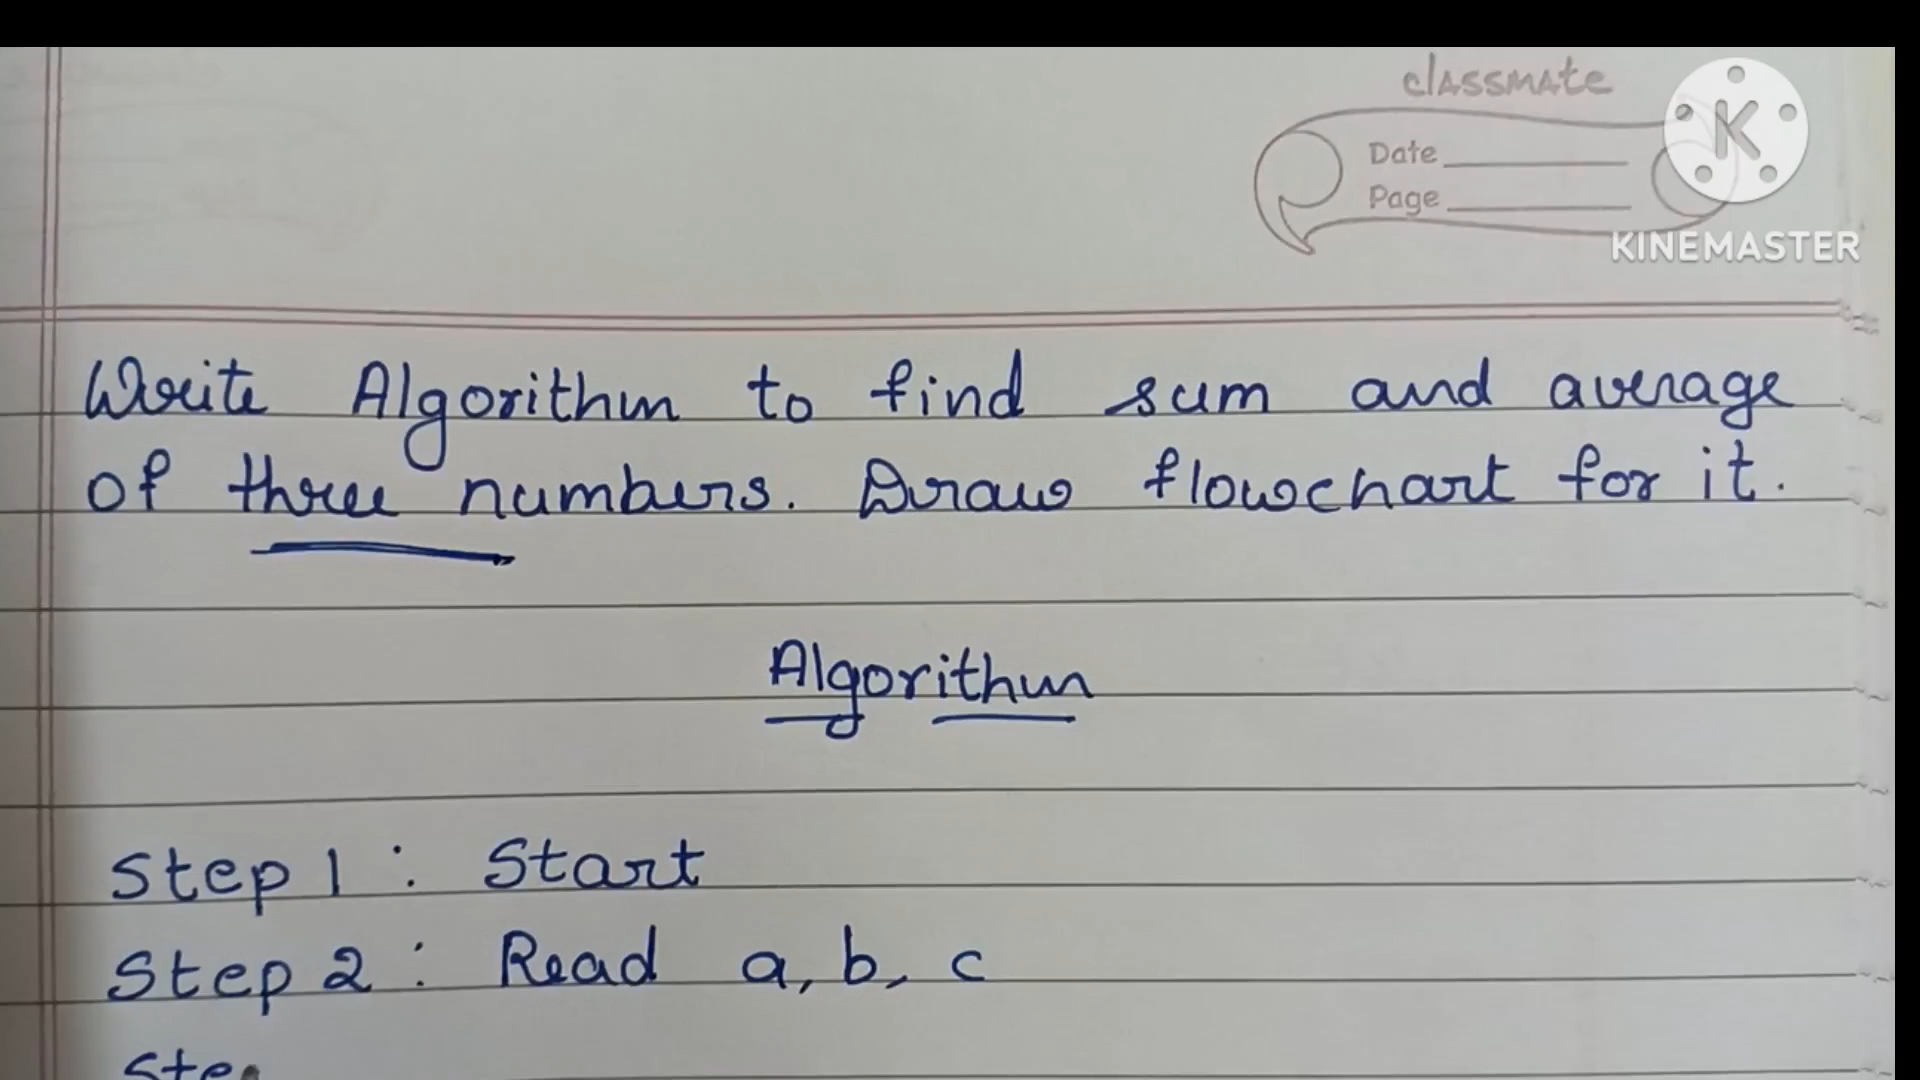 classmate
Date
Page
KINEMASTER
Write Algorithm to find sum and average
of three numbers. Draw flowchart for it.
Algorithm
Step 1 : Start
Step 2 : Read a, b, c
Ste